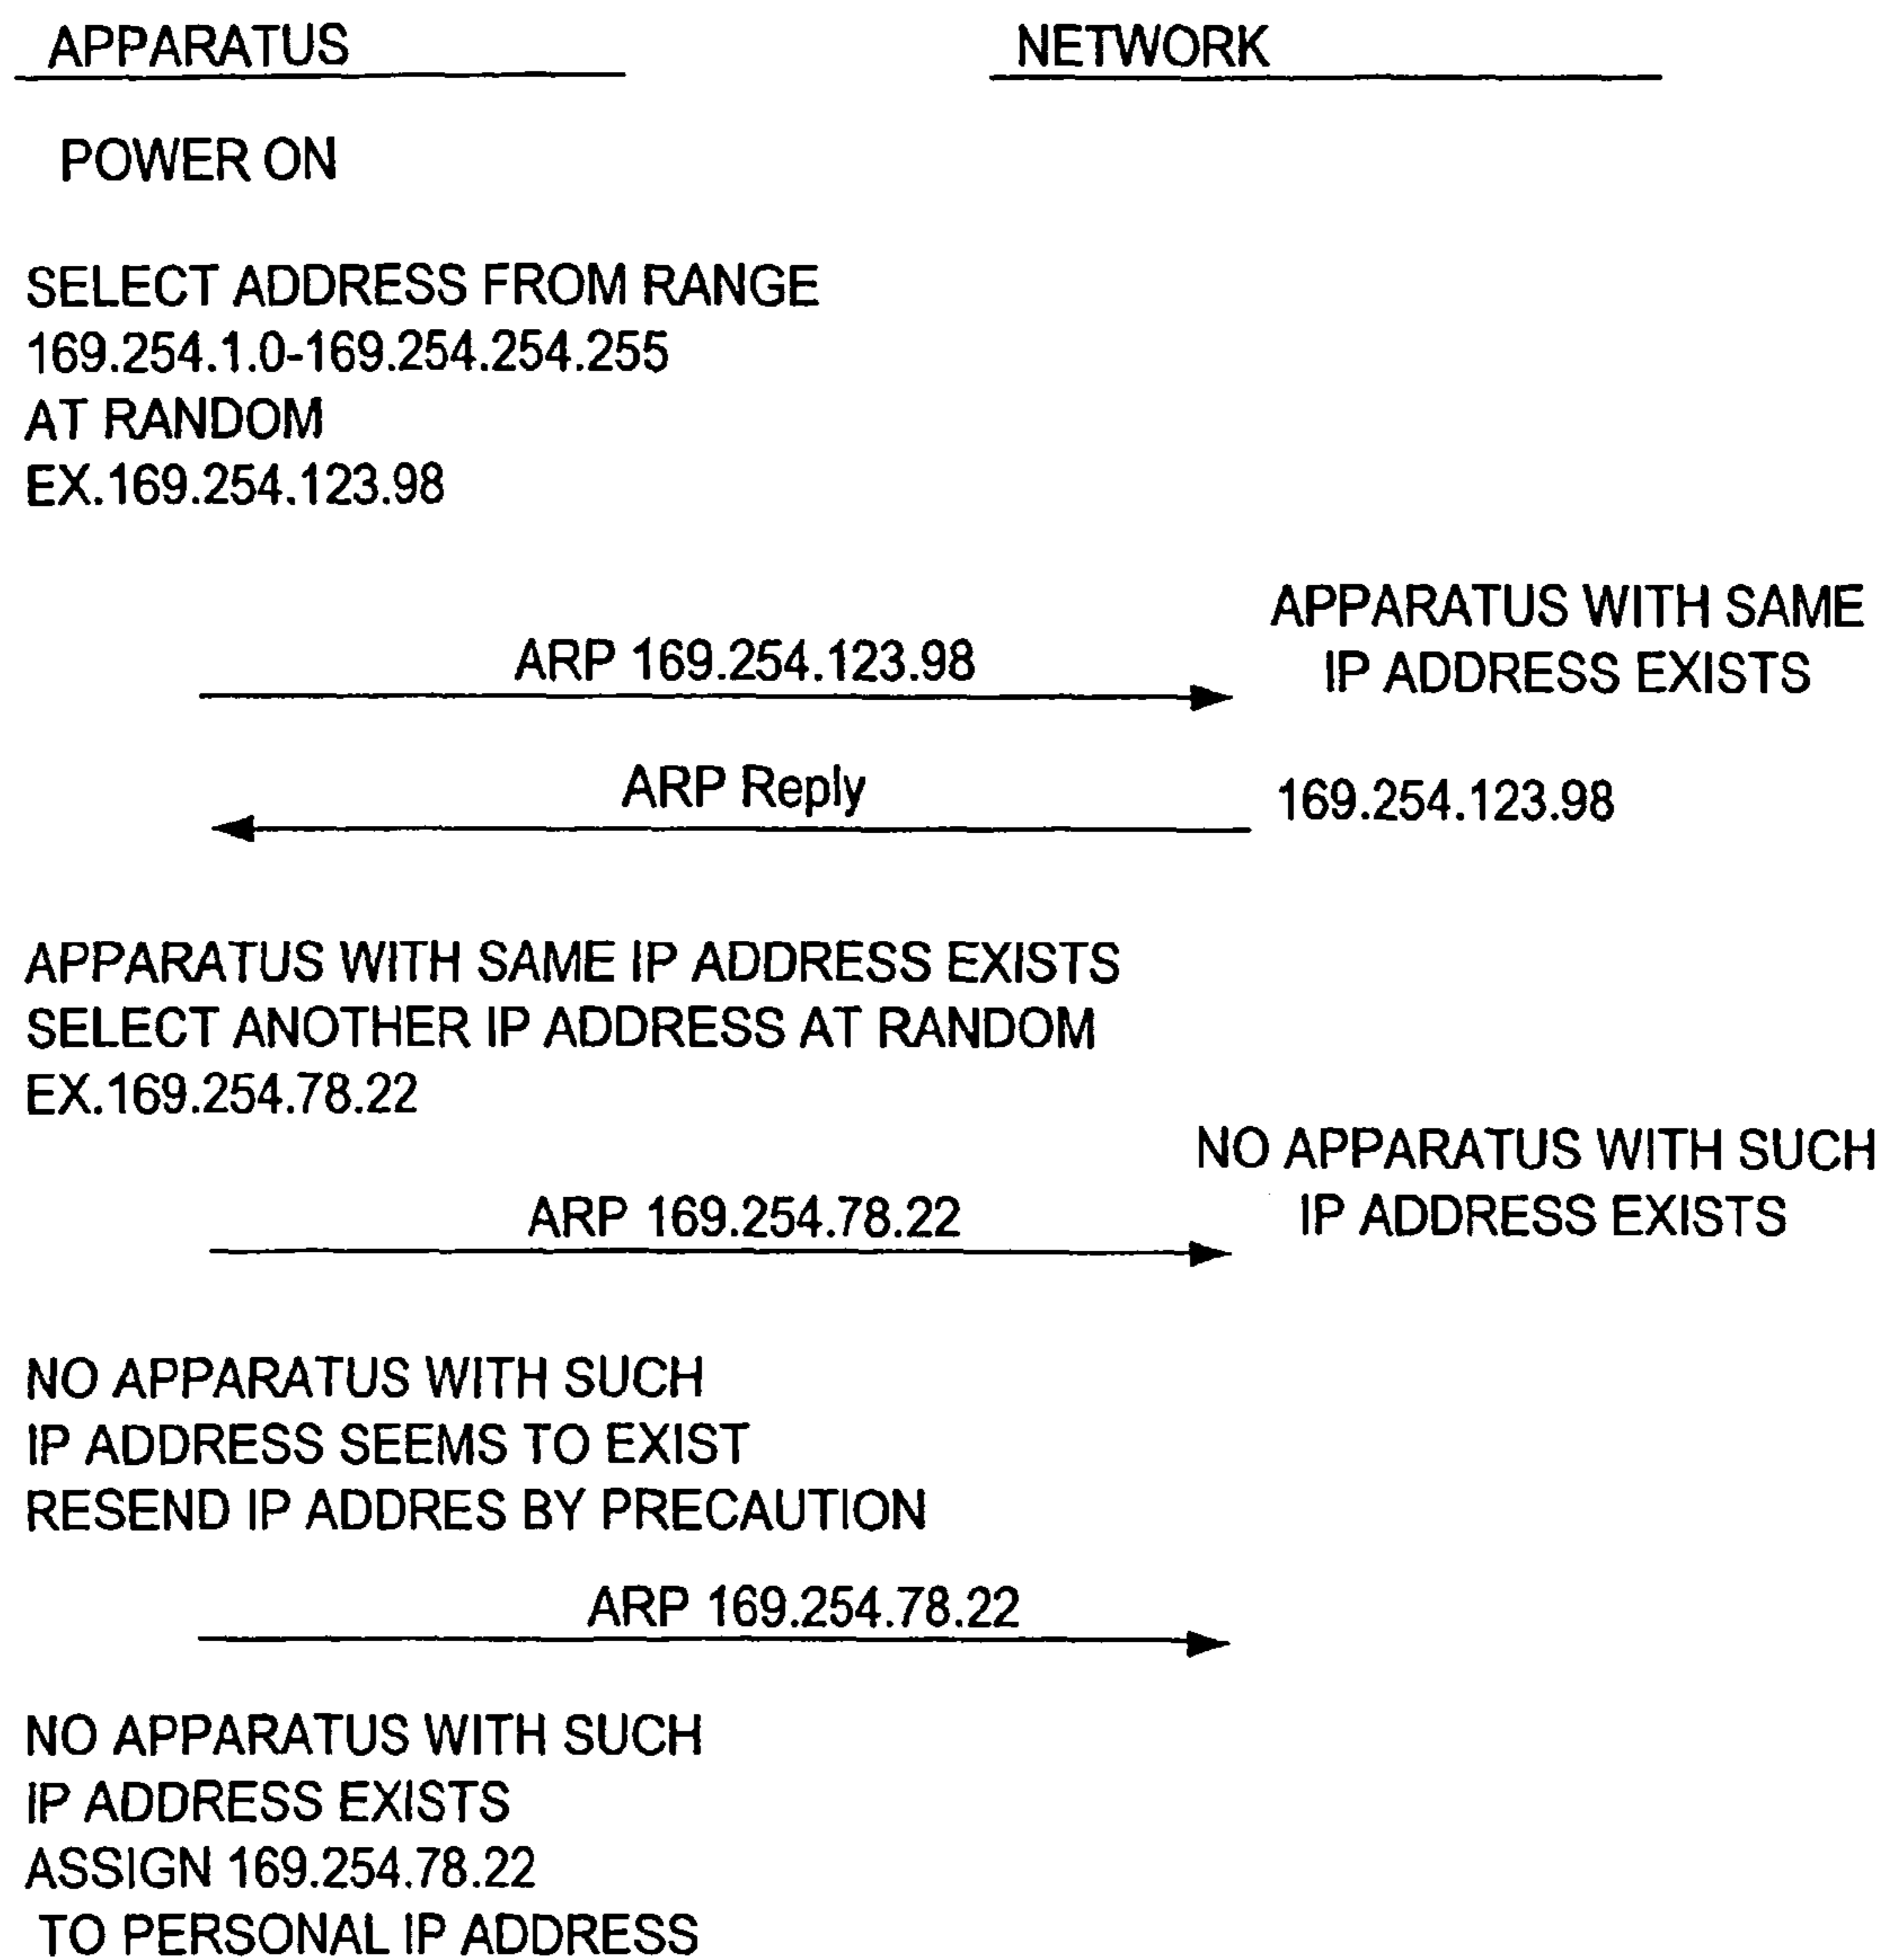 APPARATUS
NETWORK
POWER ON
SELECT ADDRESS FROM RANGE
169.254.1.0-169.254.254.255
AT RANDOM
EX.169.254.123.98
APPARATUS WITH SAME
IP ADDRESS EXISTS
ARP 169.254.123.98
ARP Reply
169.254.123.98
APPARATUS WITH SAME IP ADDRESS EXISTS
SELECT ANOTHER IP ADDRESS AT RANDOM
EX.169.254.78.22
NO APPARATUS WITH SUCH
IP ADDRESS EXISTS
ARP 169.254.78.22
NO APPARATUS WITH SUCH
IP ADDRESS SEEMS TO EXIST
RESEND IP ADDRES BY PRECAUTION
ARP 169.254.78.22
NO APPARATUS WITH SUCH
IP ADDRESS EXISTS
ASSIGN 169.254.78.22
TO PERSONAL IP ADDRESS